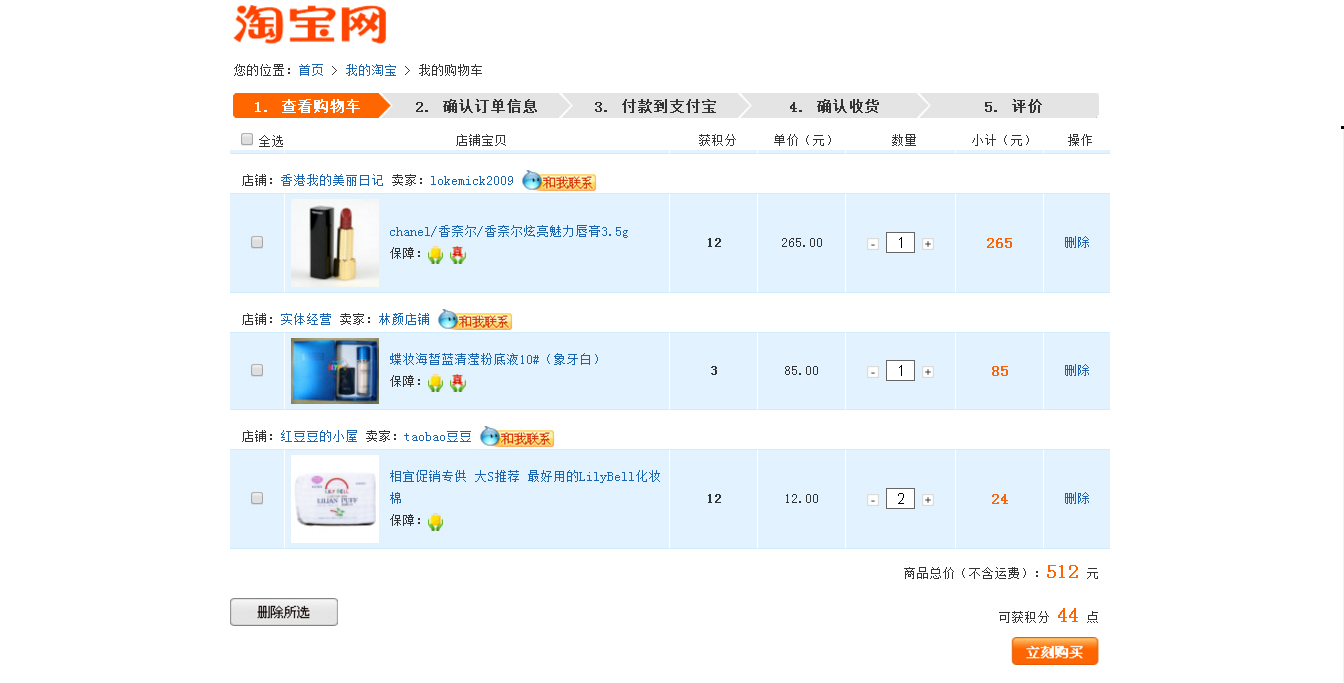 淘宝网
您的位置：首页 > 我的淘宝 > 我的购物车
1. 查看购物车 2. 确认订单信息 3. 付款到支付宝 4. 确认收货 5. 评价
全选 店铺宝贝 获积分 单价（元） 数量 小计（元） 操作
店铺：香港我的美丽日记 卖家：lokemick2009 和我联系
chanel/香奈尔/香奈尔炫亮魅力唇膏3.5g
保障： 真
12 265.00 - 1 + 265 删除
店铺：实体经营 卖家：林颜店铺 和我联系
蝶妆海皙蓝清滢粉底液10#（象牙白）
保障： 真
3 85.00 - 1 + 85 删除
店铺：红豆豆的小屋 卖家：taobao豆豆 和我联系
LILIAN PUFF
相宜促销专供 大S推荐 最好用的LilyBell化妆
棉
保障：
12 12.00 - 2 + 24 删除
商品总价（不含运费）：512 元
删除所选
可获积分 44 点
立刻购买